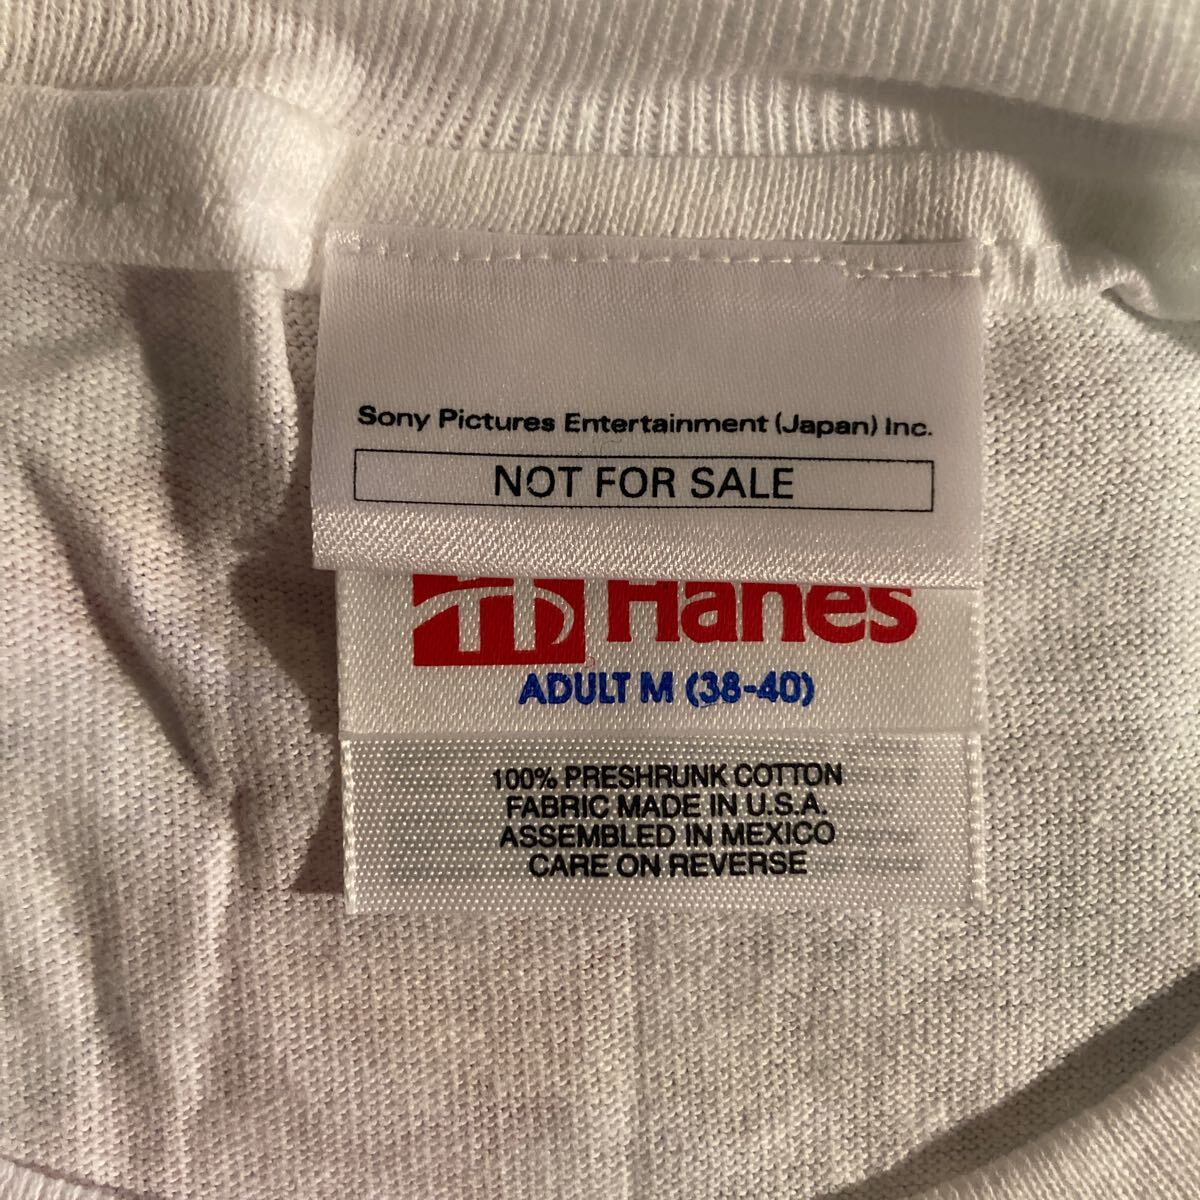 Sony Pictures Entertainment (Japan) Inc.
NOT FOR SALE
Hanes
ADULT M (38-40)
100% PRESHRUNK COTTON
FABRIC MADE IN U.S.A.
ASSEMBLED IN MEXICO
CARE ON REVERSE